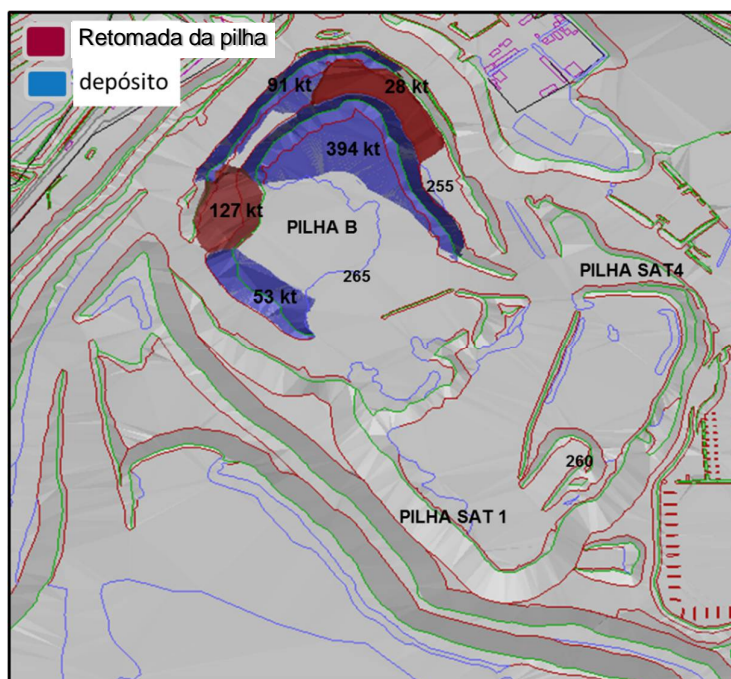 Retomada da pilha
depósito
91 kt
28 kt
394 kt
255
127 kt
PILHA B
265
PILHA SAT4
53 kt
260
PILHA SAT 1